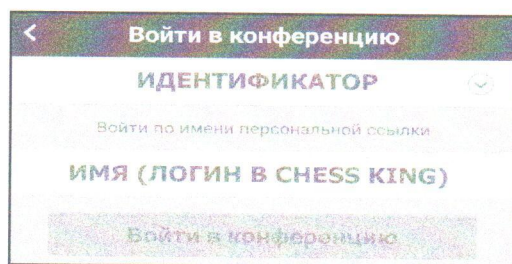 Войти в конференцию
ИДЕНТИФИКАТОР
Войти по имени персональной ссылки
ИМЯ (ЛОГИН В CHESS KING)
Войти в конференцию